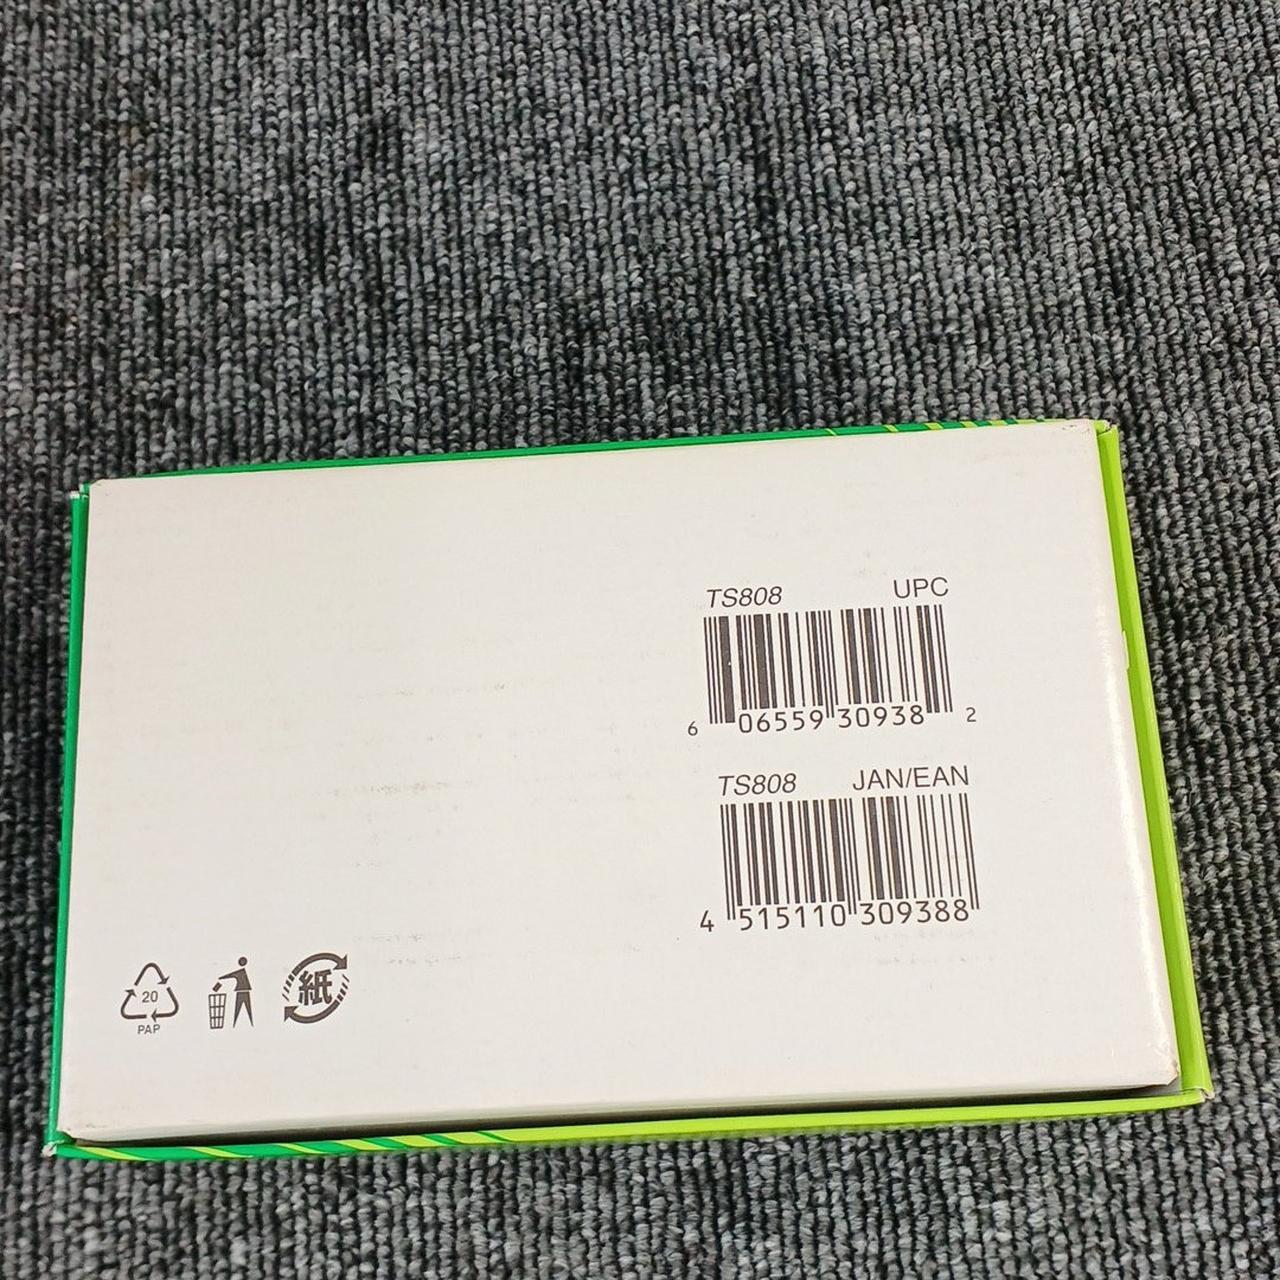 TS808 UPC
6 06559 30938 2
TS808 JAN/EAN
4 515110 309388
20
PAP
紙